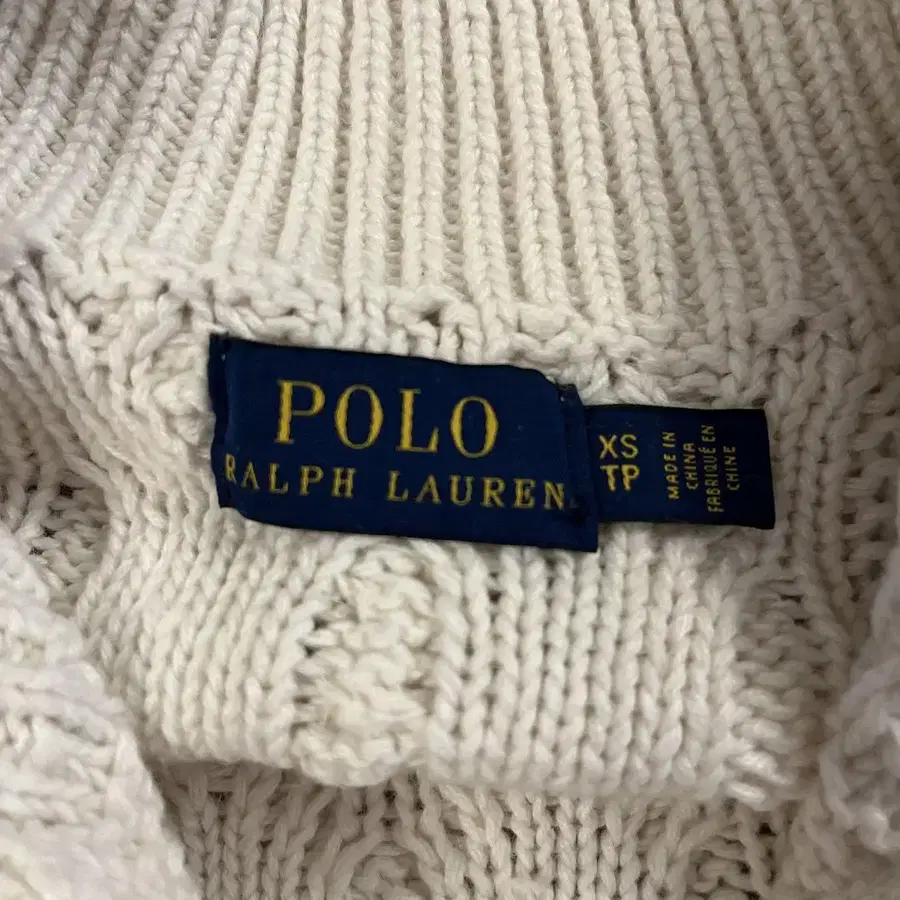 POLO
RALPH LAUREN
XS
TP
MADE IN
CHINA
FABRIQUÉ EN
CHINE